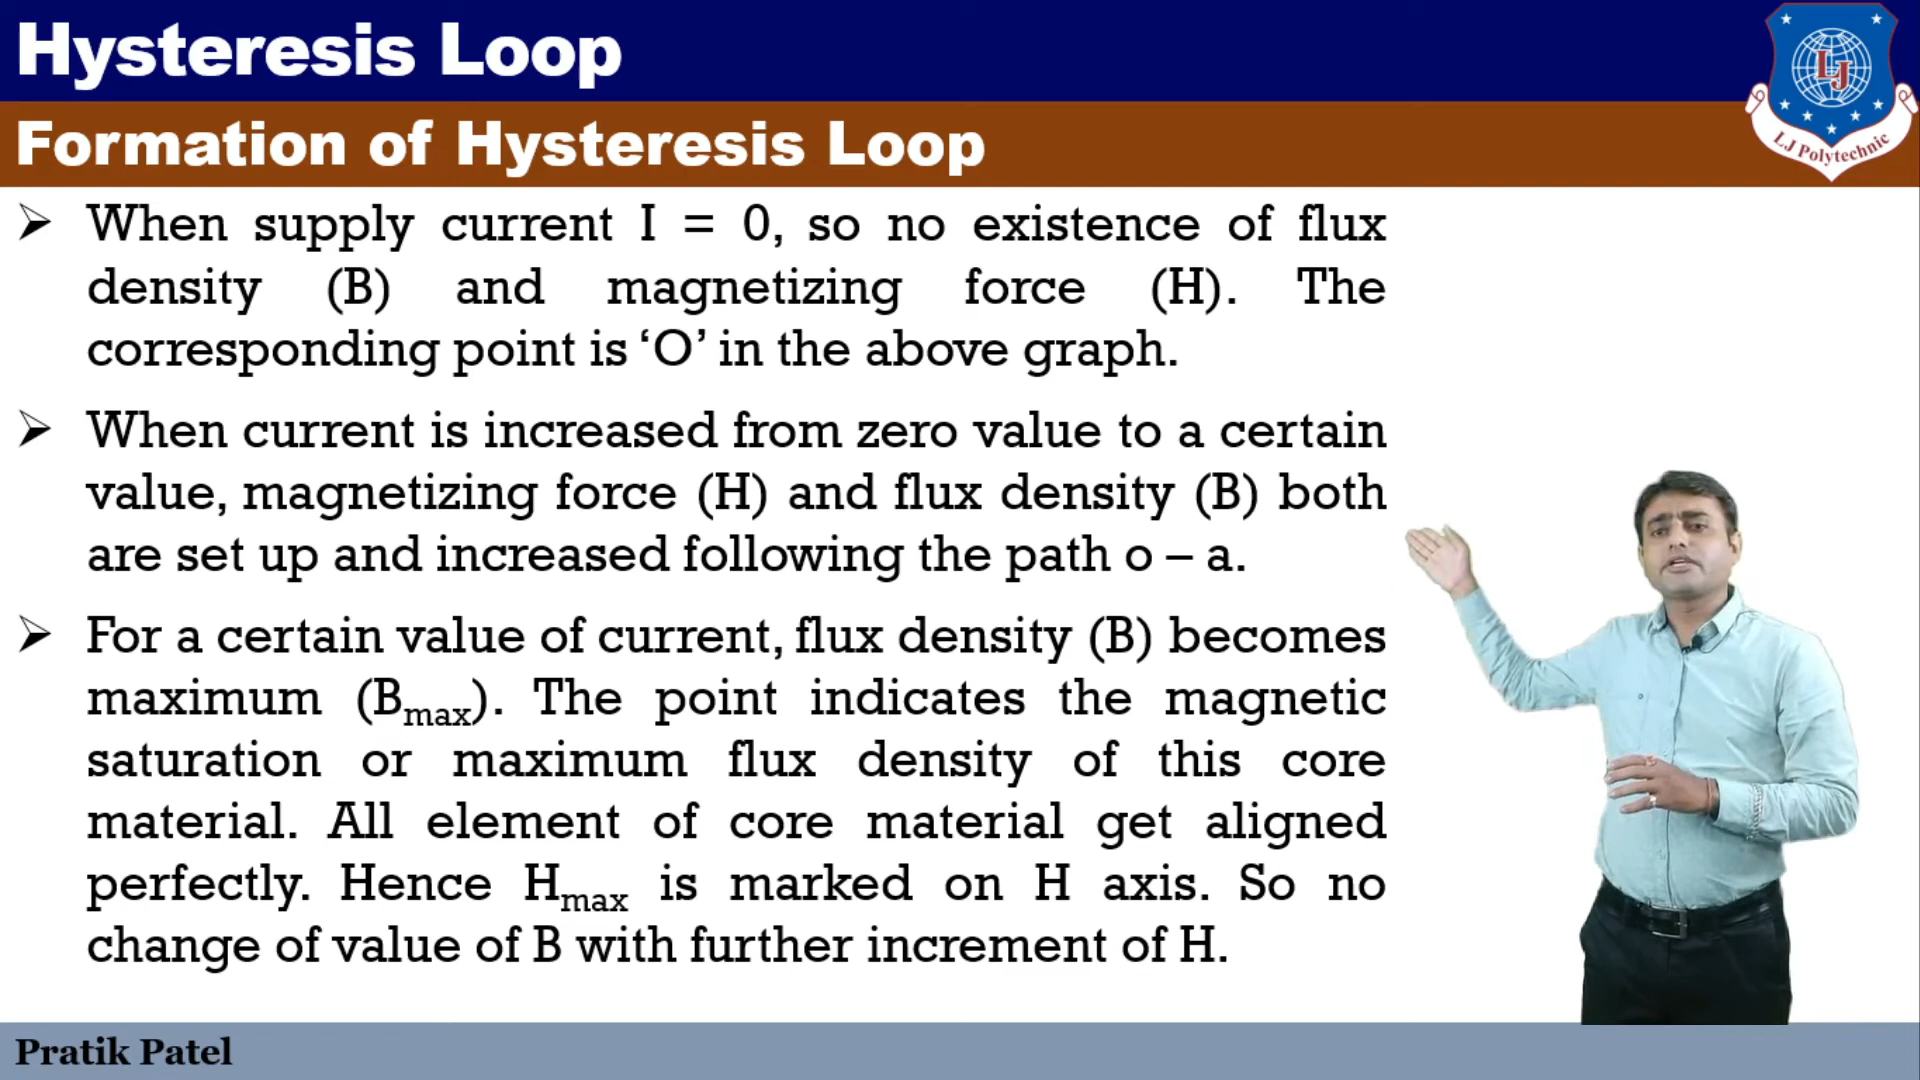 Hysteresis Loop
Formation of Hysteresis Loop
LJ
LJ Polytechnic
➢ When supply current I = 0, so no existence of flux
density (B) and magnetizing force (H). The
corresponding point is ‘O’ in the above graph.
➢ When current is increased from zero value to a certain
value, magnetizing force (H) and flux density (B) both
are set up and increased following the path o – a.
➢ For a certain value of current, flux density (B) becomes
maximum (Bmax). The point indicates the magnetic
saturation or maximum flux density of this core
material. All element of core material get aligned
perfectly. Hence Hmax is marked on H axis. So no
change of value of B with further increment of H.
Pratik Patel